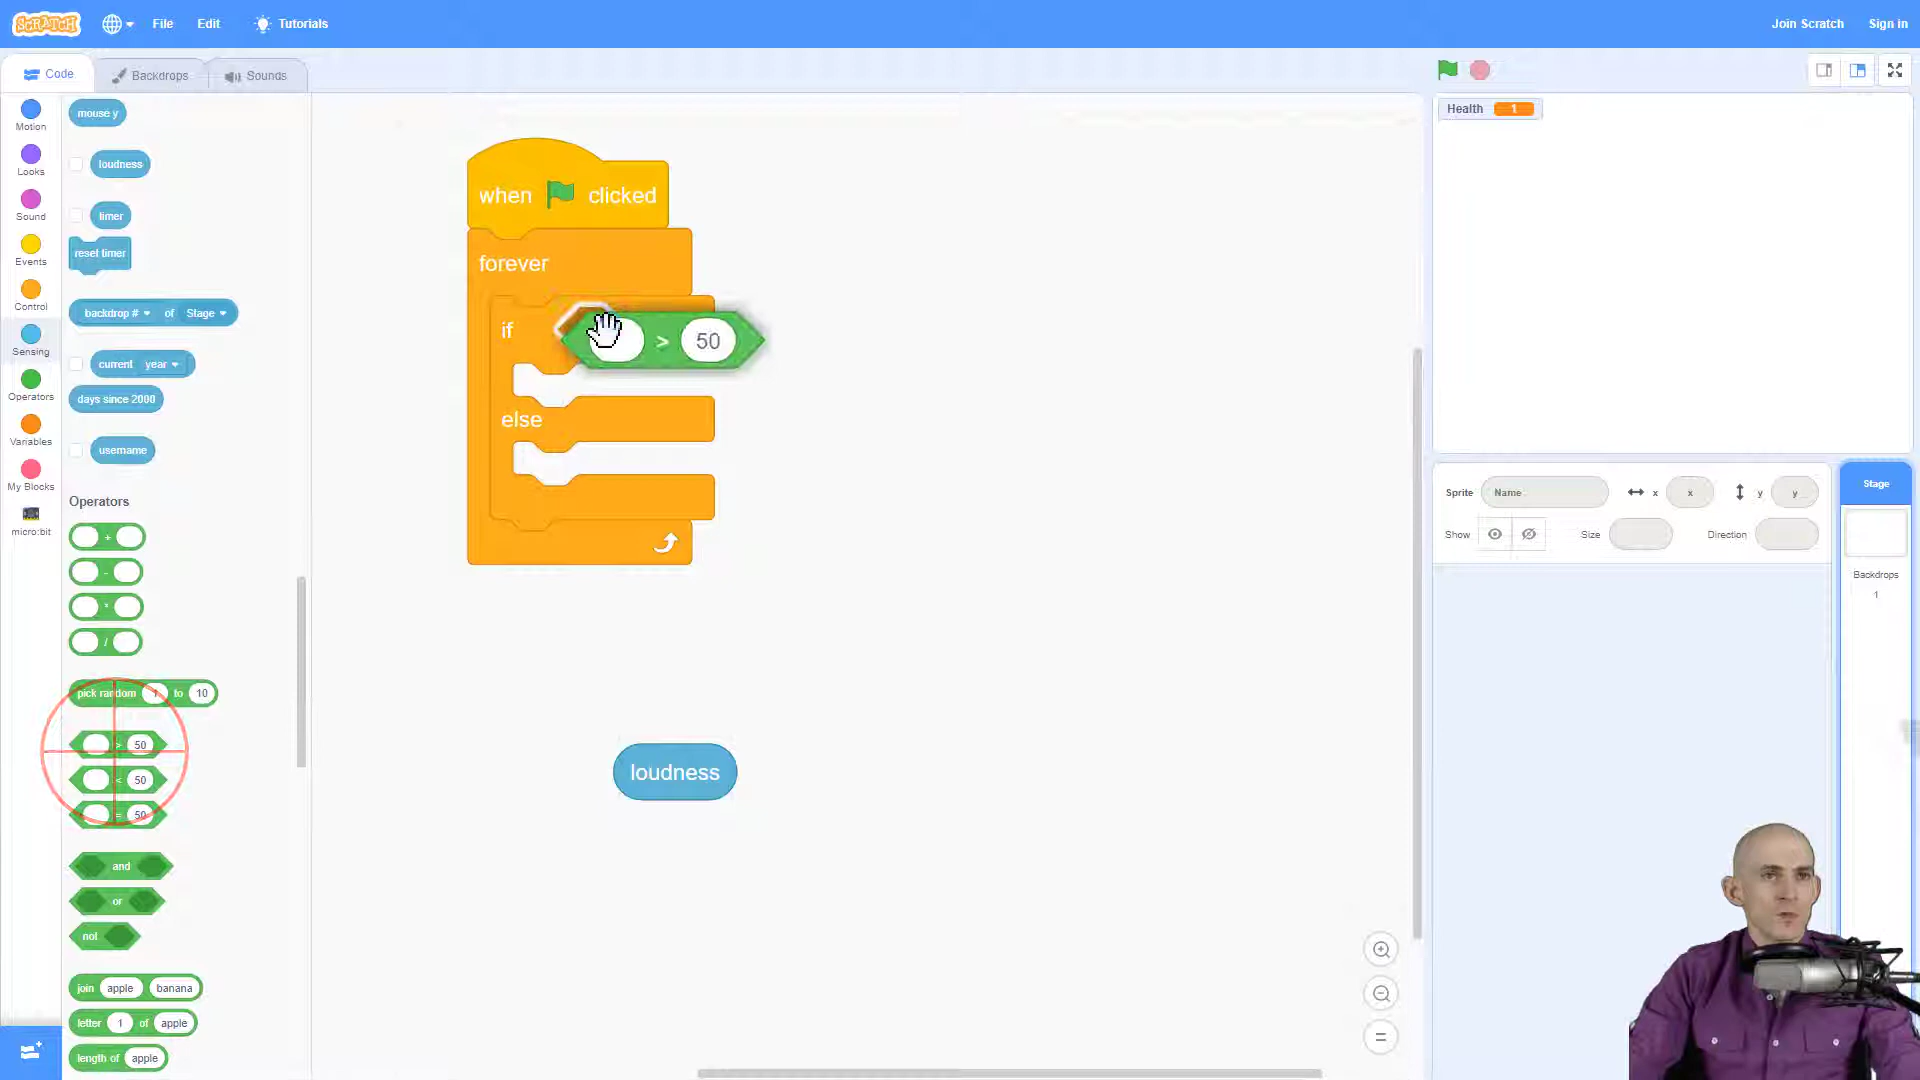 SCRATCH
File
Edit
Tutorials
Join Scratch
Sign in
Code
Backdrops
Sounds
Motion
Looks
Sound
Events
Control
Sensing
Operators
Variables
My Blocks
micro:bit
mouse y
loudness
timer
reset timer
backdrop # of Stage
current year
days since 2000
username
Operators
+
-
*
/
pick random 1 to 10
> 50
< 50
= 50
and
or
not
join apple banana
letter 1 of apple
length of apple
when clicked
forever
if > 50
else
loudness
Health 1
Sprite Name x x y y
Show Size Direction
Stage
Backdrops
1